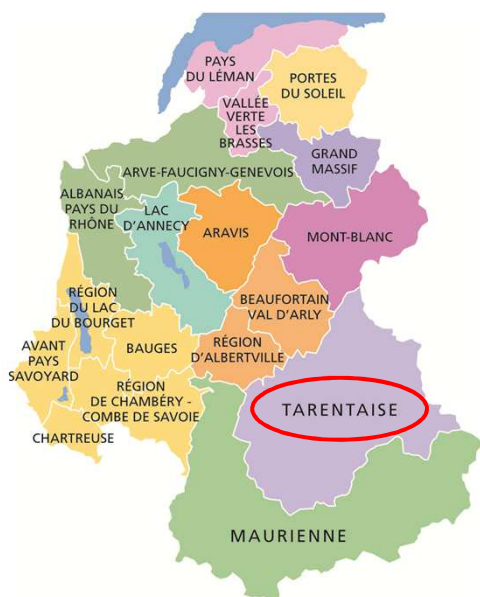 PAYS
DU LÉMAN
PORTES
DU SOLEIL
VALLÉE
VERTE
LES
BRASSES
GRAND
MASSIF
ARVE-FAUCIGNY-GENEVOIS
ALBANAIS
PAYS DU
RHÔNE
LAC
D'ANNECY
ARAVIS
MONT-BLANC
RÉGION
DU LAC
DU BOURGET
BEAUFORTAIN
VAL D'ARLY
AVANT
PAYS
SAVOYARD
BAUGES
RÉGION
D'ALBERTVILLE
RÉGION
DE CHAMBÉRY -
COMBE DE SAVOIE
TARENTAISE
CHARTREUSE
MAURIENNE